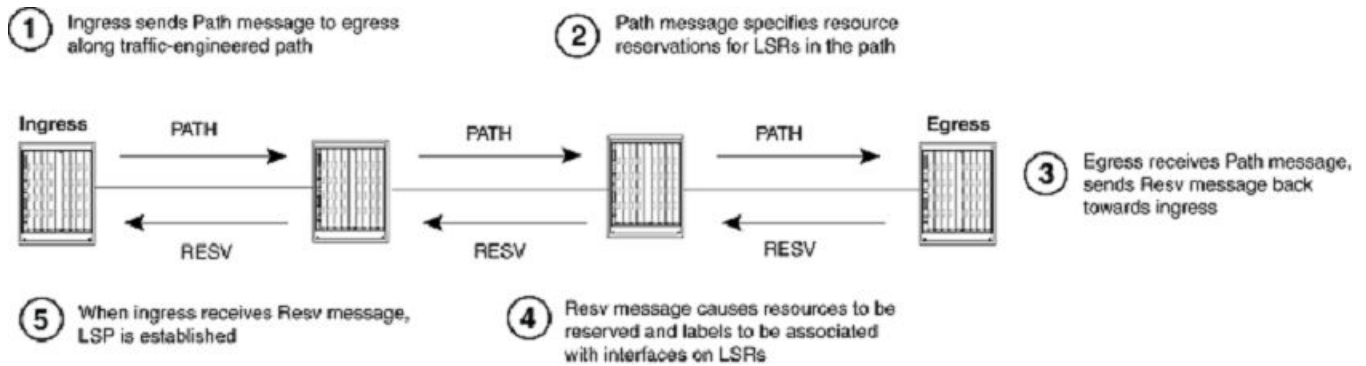 1 Ingress sends Path message to egress
along traffic-engineered path
2 Path message specifies resource
reservations for LSRs in the path
Ingress
PATH
PATH
PATH
Egress
3 Egress receives Path message,
sends Resv message back
towards ingress
RESV
RESV
RESV
5 When ingress receives Resv message,
LSP is established
4 Resv message causes resources to be
reserved and labels to be associated
with interfaces on LSRs